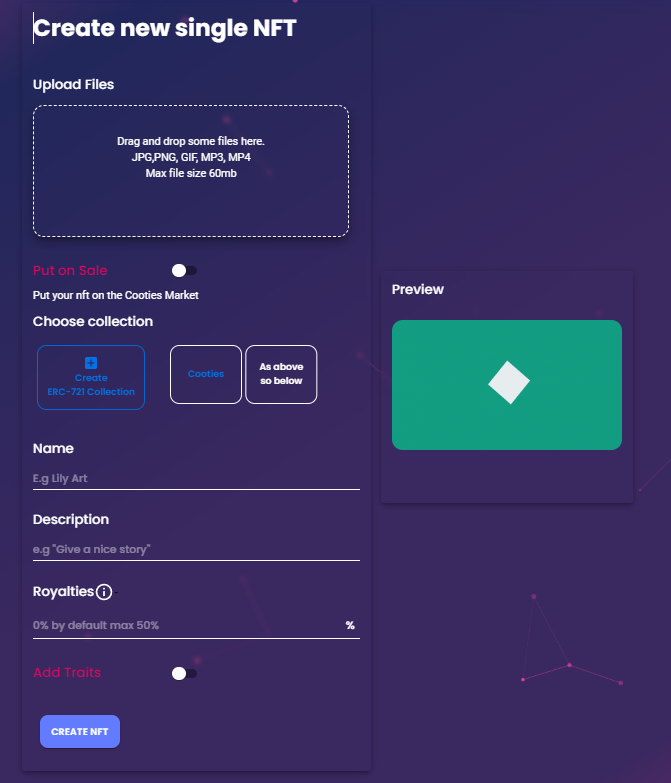 Create new single NFT
Upload Files
Drag and drop some files here.
JPG,PNG, GIF, MP3, MP4
Max file size 60mb
Put on Sale
Put your nft on the Cooties Market
Choose collection
Create
ERC-721 Collection
Cooties
As above
so below
Name
E.g Lily Art
Description
e.g "Give a nice story"
Royalties
0% by default max 50%
%
Add Traits
CREATE NFT
Preview